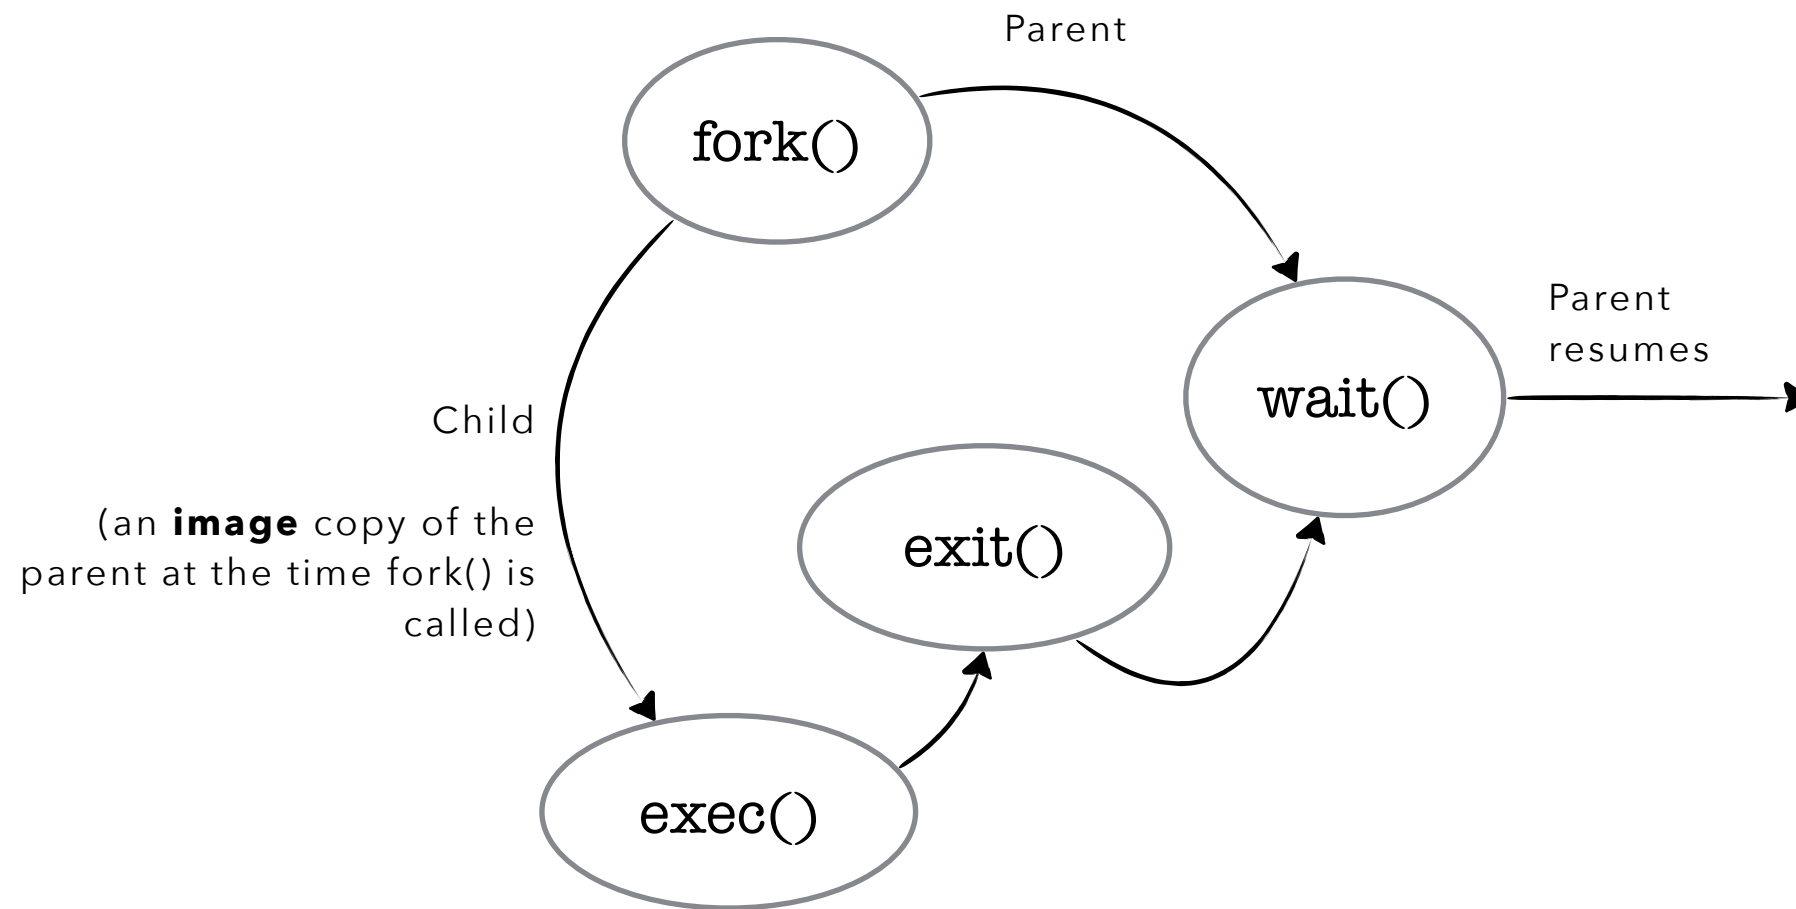 Parent
fork()
Parent
resumes
wait()
Child
(an image copy of the
parent at the time fork() is
called)
exit()
exec()